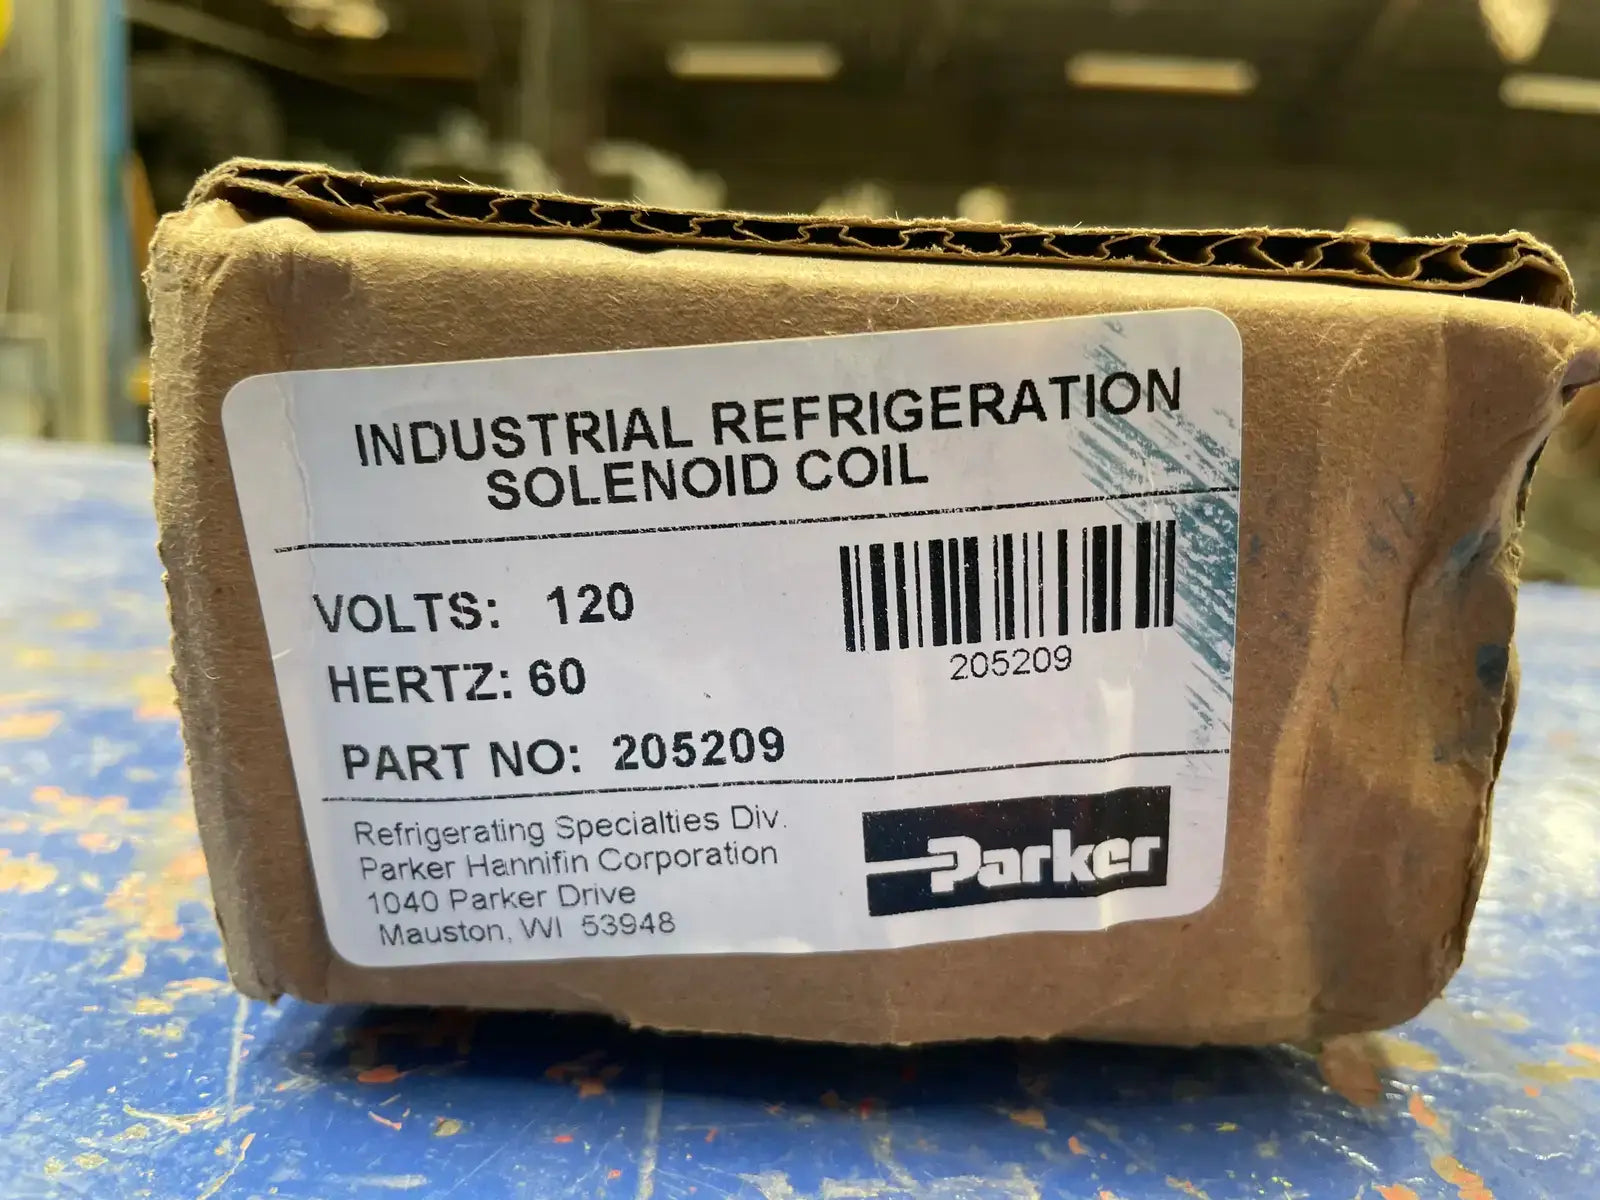 INDUSTRIAL REFRIGERATION
SOLENOID COIL
VOLTS: 120
HERTZ: 60
PART NO: 205209
205209
Refrigerating Specialties Div.
Parker Hannifin Corporation
1040 Parker Drive
Mauston, WI 53948
Parker